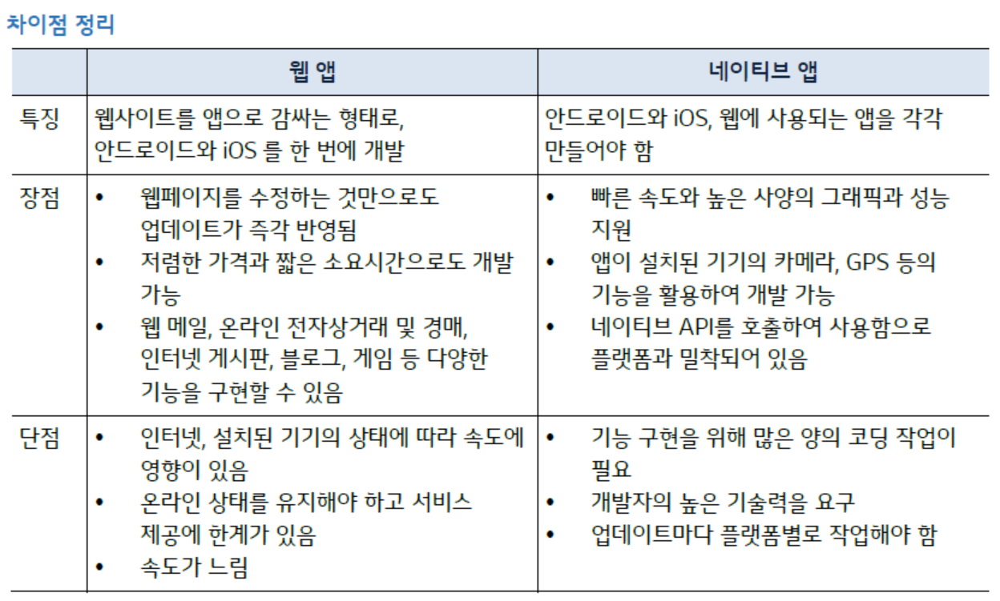 차이점 정리
웹 앱
네이티브 앱
특징
웹사이트를 앱으로 감싸는 형태로,
안드로이드와 iOS 를 한 번에 개발
안드로이드와 iOS, 웹에 사용되는 앱을 각각
만들어야 함
장점
• 웹페이지를 수정하는 것만으로도
업데이트가 즉각 반영됨
• 저렴한 가격과 짧은 소요시간으로도 개발
가능
• 웹 메일, 온라인 전자상거래 및 경매,
인터넷 게시판, 블로그, 게임 등 다양한
기능을 구현할 수 있음
• 빠른 속도와 높은 사양의 그래픽과 성능
지원
• 앱이 설치된 기기의 카메라, GPS 등의
기능을 활용하여 개발 가능
• 네이티브 API를 호출하여 사용함으로
플랫폼과 밀착되어 있음
단점
• 인터넷, 설치된 기기의 상태에 따라 속도에
영향이 있음
• 온라인 상태를 유지해야 하고 서비스
제공에 한계가 있음
• 속도가 느림
• 기능 구현을 위해 많은 양의 코딩 작업이
필요
• 개발자의 높은 기술력을 요구
• 업데이트마다 플랫폼별로 작업해야 함